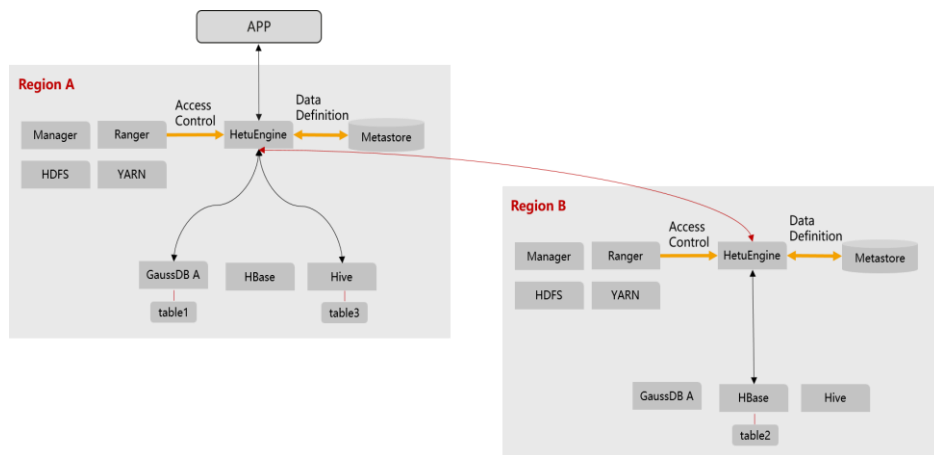 APP
Region A
Access
Control
Data
Definition
Manager
Ranger
HetuEngine
Metastore
HDFS
YARN
GaussDB A
HBase
Hive
table1
table3
Region B
Access
Control
Data
Definition
Manager
Ranger
HetuEngine
Metastore
HDFS
YARN
GaussDB A
HBase
Hive
table2